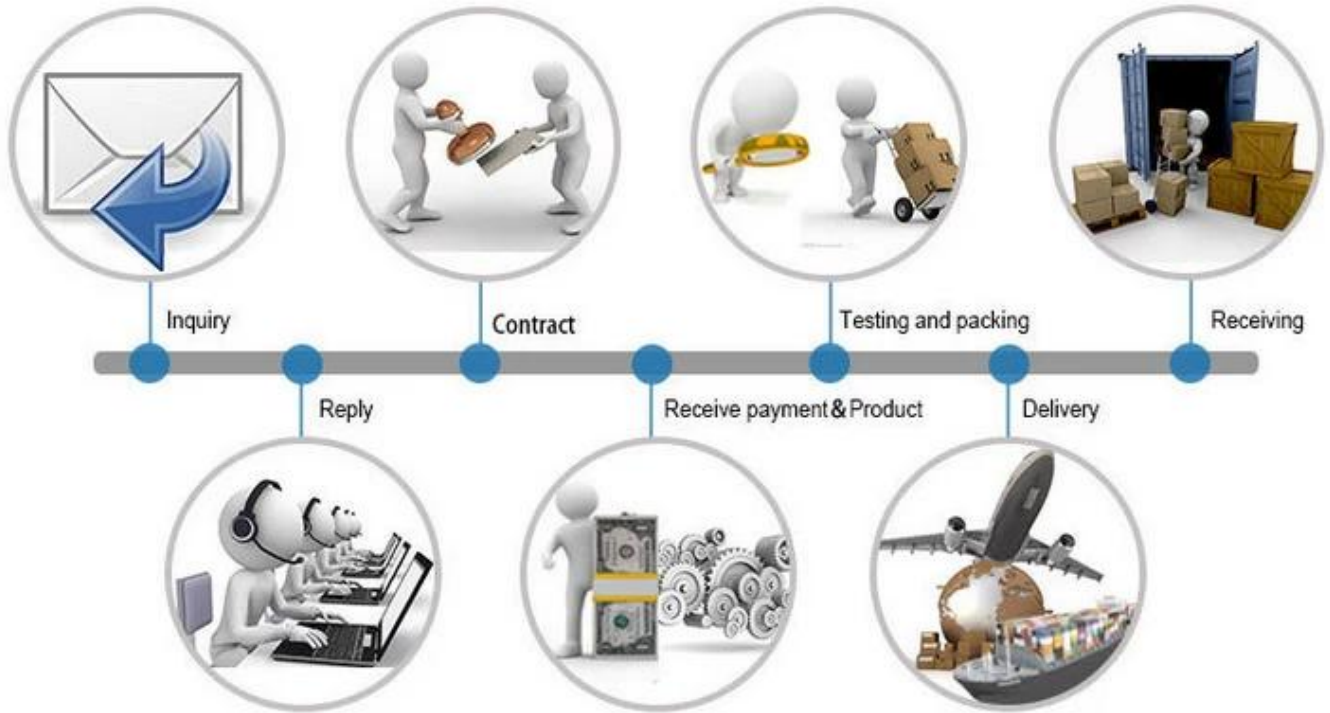 Inquiry
Reply
Contract
Receive payment & Product
Testing and packing
Delivery
Receiving